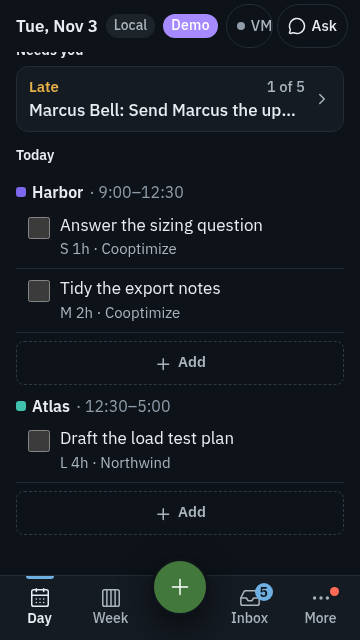 Tue, Nov 3 Local Demo VM Ask
Needs you
Late 1 of 5
Marcus Bell: Send Marcus the up...
Today
Harbor · 9:00–12:30
Answer the sizing question
S 1h · Cooptimize
Tidy the export notes
M 2h · Cooptimize
+ Add
Atlas · 12:30–5:00
Draft the load test plan
L 4h · Northwind
+ Add
5
Day Week Inbox More